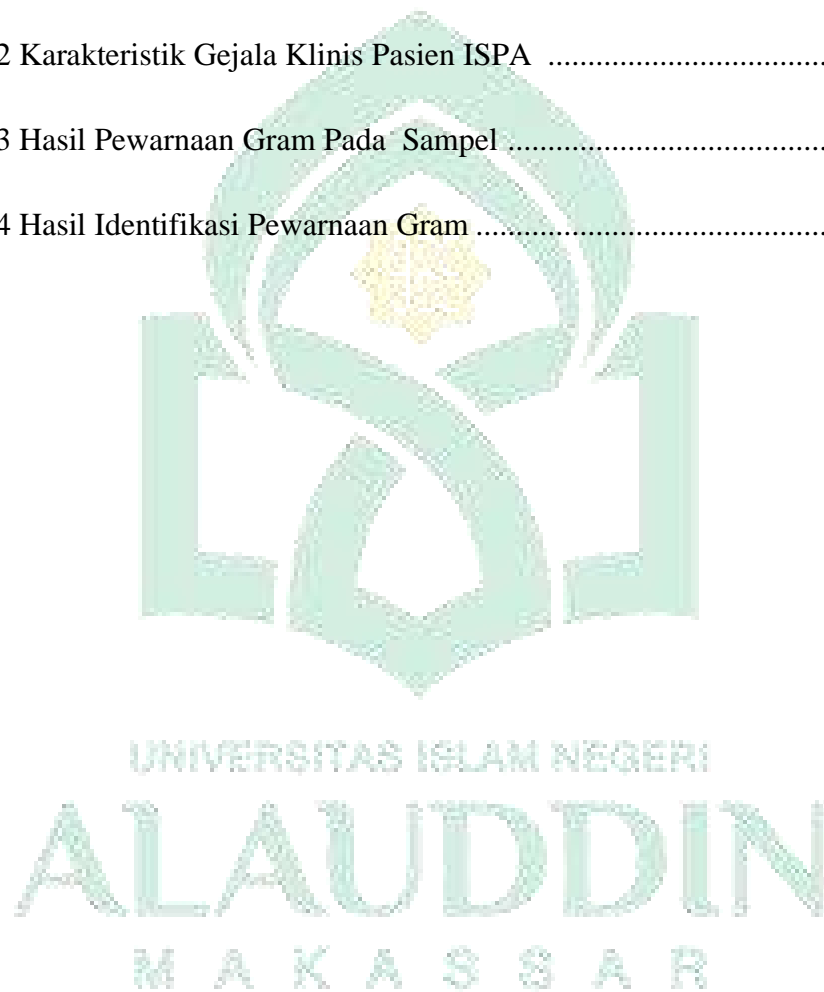 2 Karakteristik Gejala Klinis Pasien ISPA ..................................
3 Hasil Pewarnaan Gram Pada Sampel .......................................
4 Hasil Identifikasi Pewarnaan Gram ...........................................
UNIVERSITAS ISLAM NEGERI
ALAUDDIN
MAKASSAR